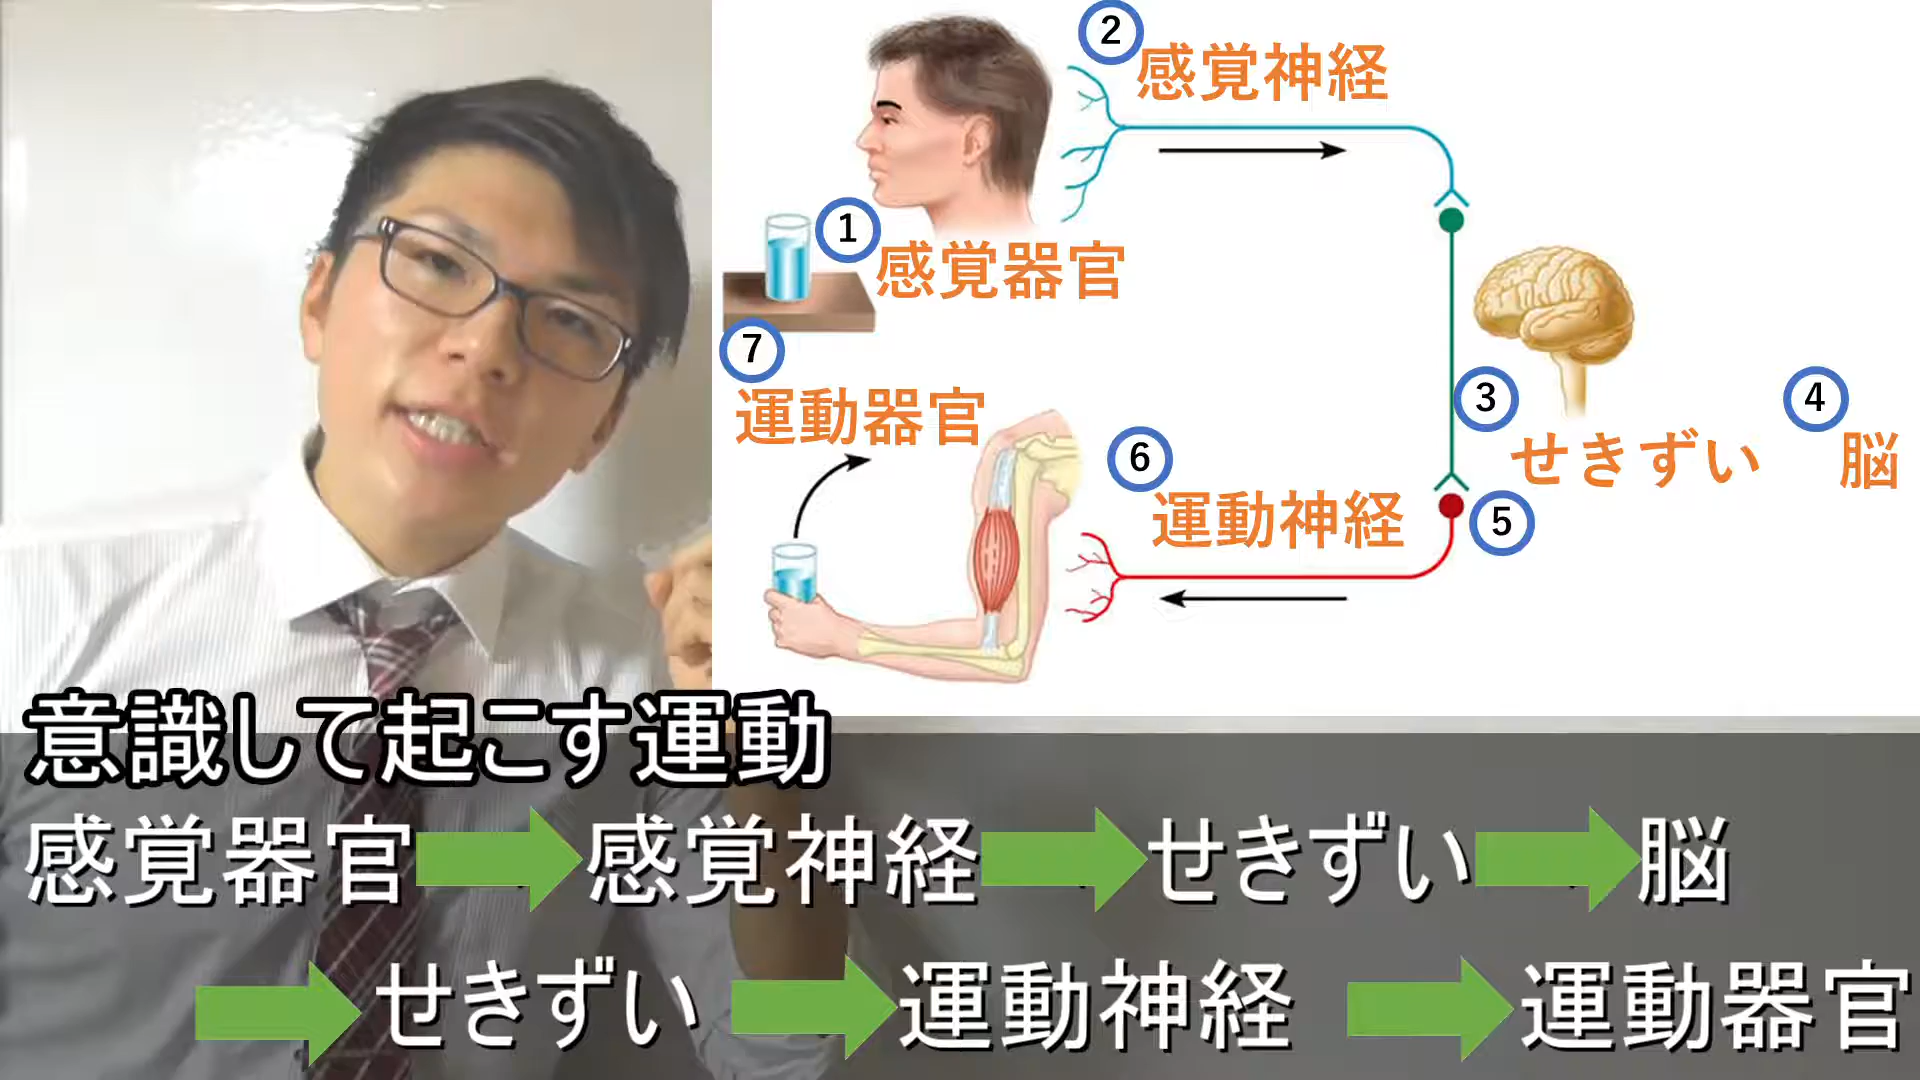 ② 感覚神経
① 感覚器官
⑦ 運動器官
③ せきずい
④ 脳
⑥ 運動神経
⑤
意識して起こす運動
感覚器官 → 感覚神経 → せきずい → 脳
→ せきずい → 運動神経 → 運動器官